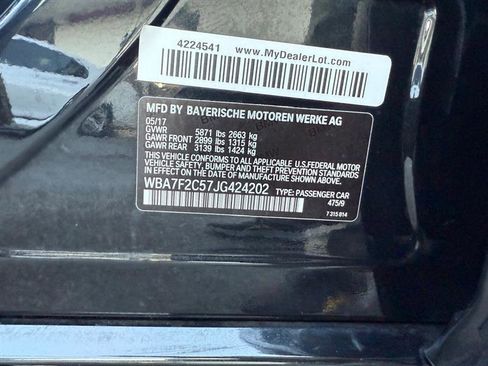 4224541 www.MyDealerLot.com
MFD BY BAYERISCHE MOTOREN WERKE AG
05/17
GVWR 5871 lbs 2663 kg
GAWR FRONT 2899 lbs 1315 kg
GAWR REAR 3139 lbs 1424 kg
THIS VEHICLE CONFORMS TO ALL APPLICABLE U.S.FEDERAL MOTOR
VEHICLE SAFETY, BUMPER, AND THEFT PREVENTION STANDARDS
IN EFFECT ON THE DATE OF MANUFACTURE SHOWN ABOVE.
WBA7F2C57JG424202 TYPE: PASSENGER CAR
475/9
7 315 814